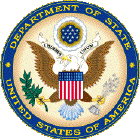 DEPARTMENT OF STATE
UNITED STATES OF AMERICA